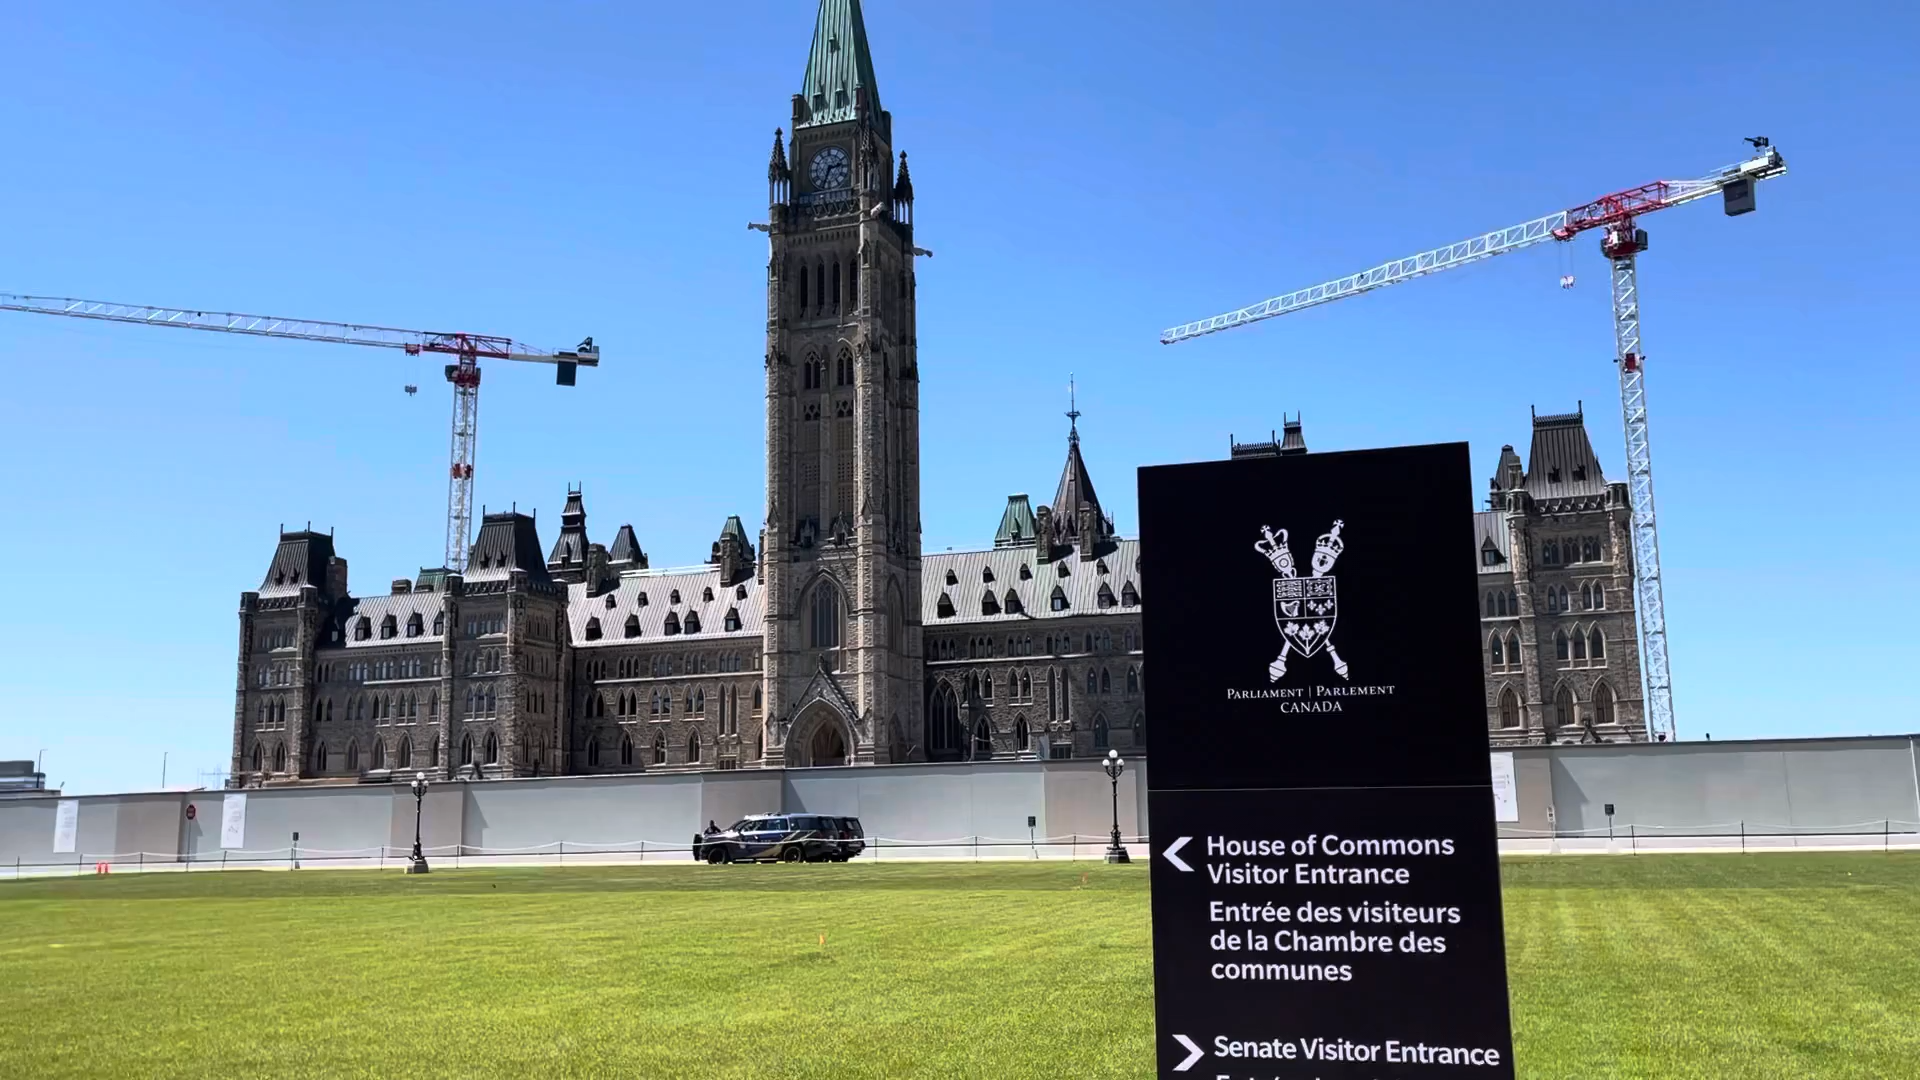 PARLIAMENT | PARLEMENT
CANADA
House of Commons
Visitor Entrance
Entrée des visiteurs
de la Chambre des
communes
Senate Visitor Entrance